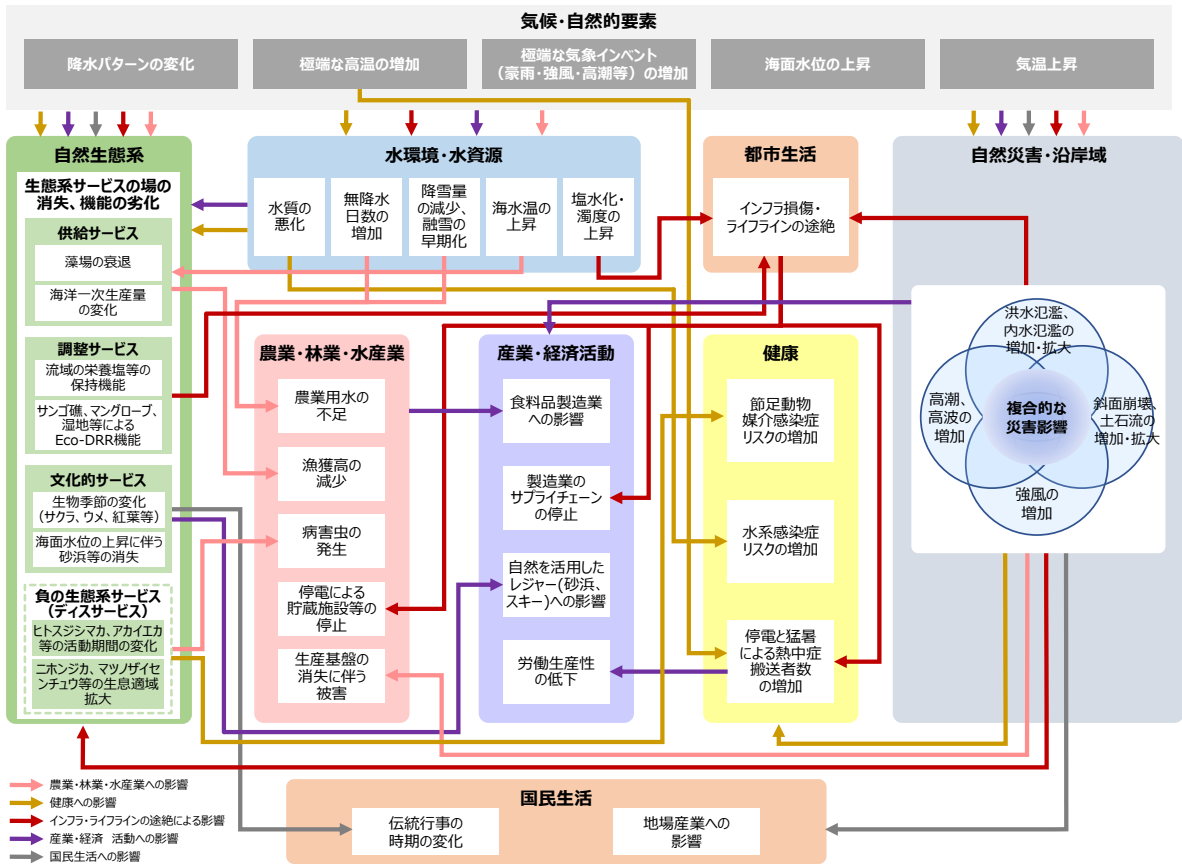 気候・自然的要素
降水パターンの変化
極端な高温の増加
極端な気象インベント
（豪雨・強風・高潮等）の増加
海面水位の上昇
気温上昇
自然生態系
生態系サービスの場の
消失、機能の劣化
供給サービス
藻場の衰退
海洋一次生産量
の変化
調整サービス
流域の栄養塩等の
保持機能
サンゴ礁、マングローブ、
湿地等による
Eco-DRR機能
文化的サービス
生物季節の変化
（サクラ、ウメ、紅葉等）
海面水位の上昇に伴う
砂浜等の消失
負の生態系サービス
（ディスサービス）
ヒトスジシマカ、アカイエカ
等の活動期間の変化
ニホンジカ、マツノザイセ
ンチュウ等の生息適域
拡大
水環境・水資源
水質の
悪化
無降水
日数の
増加
降雪量
の減少、
融雪の
早期化
海水温
の上昇
塩水化・
濁度の
上昇
都市生活
インフラ損傷・
ライフラインの途絶
自然災害・沿岸域
洪水氾濫、
内水氾濫の
増加・拡大
高潮、
高波の
増加
複合的な
災害影響
斜面崩壊、
土石流の
増加・拡大
強風の
増加
農業・林業・水産業
農業用水の
不足
漁獲高の
減少
病害虫の
発生
停電による
貯蔵施設等の
停止
生産基盤の
消失に伴う
被害
産業・経済活動
食料品製造業
への影響
製造業の
サプライチェーン
の停止
自然を活用した
レジャー(砂浜、
スキー)への影響
労働生産性
の低下
健康
節足動物
媒介感染症
リスクの増加
水系感染症
リスクの増加
停電と猛暑
による熱中症
搬送者数
の増加
国民生活
伝統行事の
時期の変化
地場産業への
影響
農業・林業・水産業への影響
健康への影響
インフラ・ライフラインの途絶による影響
産業・経済　活動への影響
国民生活への影響